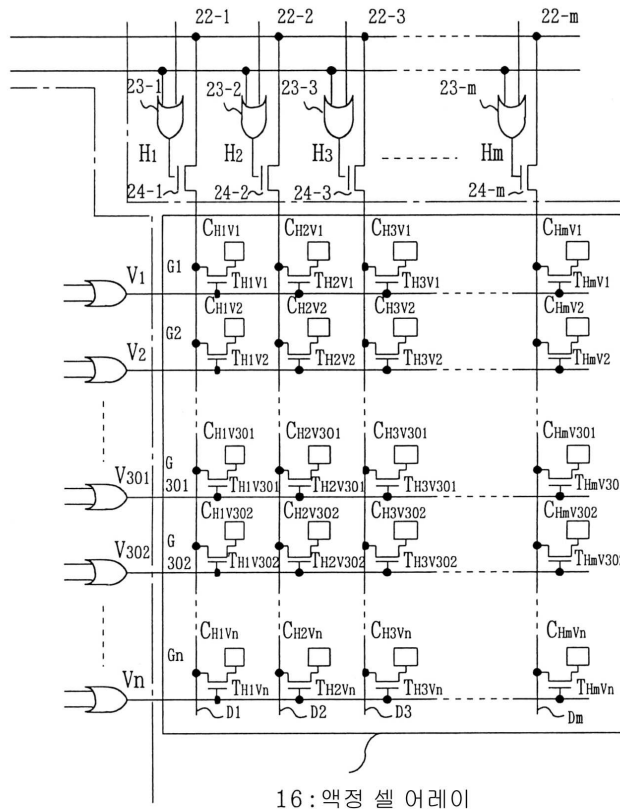 22-1 22-2 22-3 22-m
23-1 23-2 23-3 23-m
H1 H2 H3 Hm
24-1 24-2 24-3 24-m
CH1V1 CH2V1 CH3V1 CHmV1
V1 G1 TH1V1 TH2V1 TH3V1 THmV1
CH1V2 CH2V2 CH3V2 CHmV2
V2 G2 TH1V2 TH2V2 TH3V2 THmV2
CH1V301 CH2V301 CH3V301 CHmV301
V301 G 301 TH1V301 TH2V301 TH3V301 THmV301
CH1V302 CH2V302 CH3V302 CHmV302
V302 G 302 TH1V302 TH2V302 TH3V302 THmV302
CH1Vn CH2Vn CH3Vn CHmVn
Vn Gn TH1Vn TH2Vn TH3Vn THmVn
D1 D2 D3 Dm
16:액정 셀 어레이